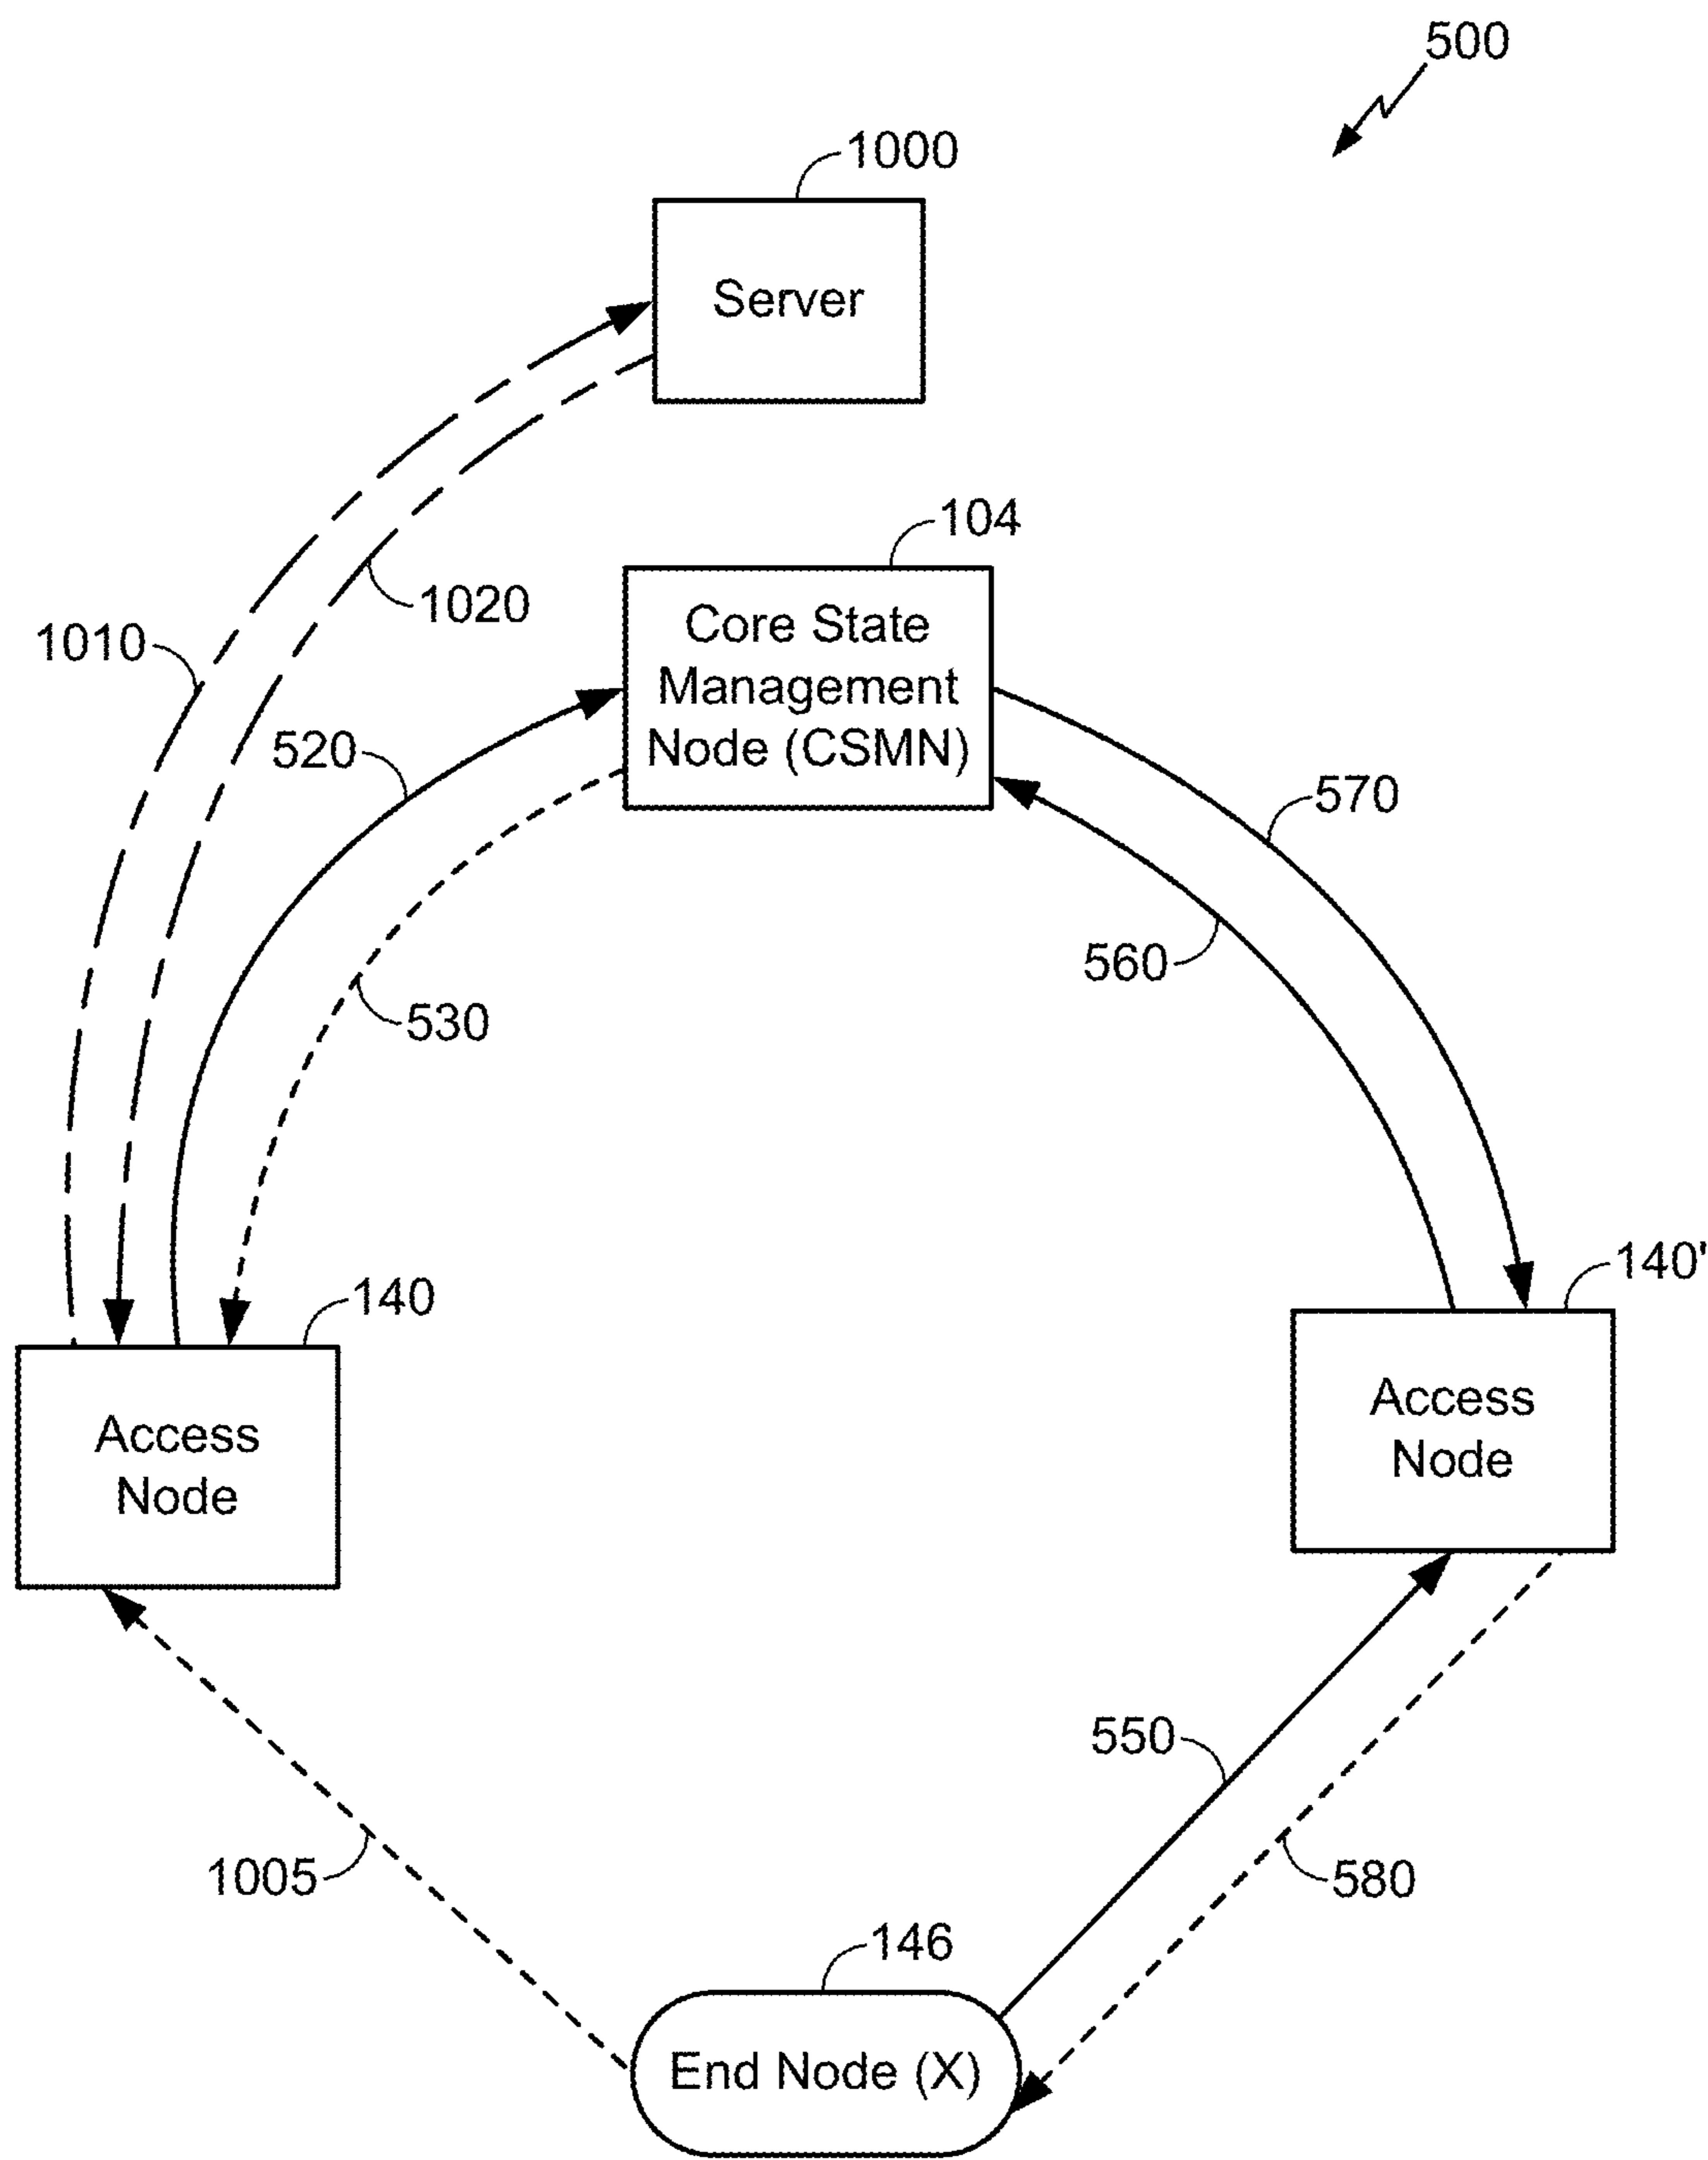 500
1000
Server
104
Core State
Management
Node (CSMN)
1020
1010
520
570
560
530
140'
140
Access
Node
Access
Node
550
1005
580
146
End Node (X)